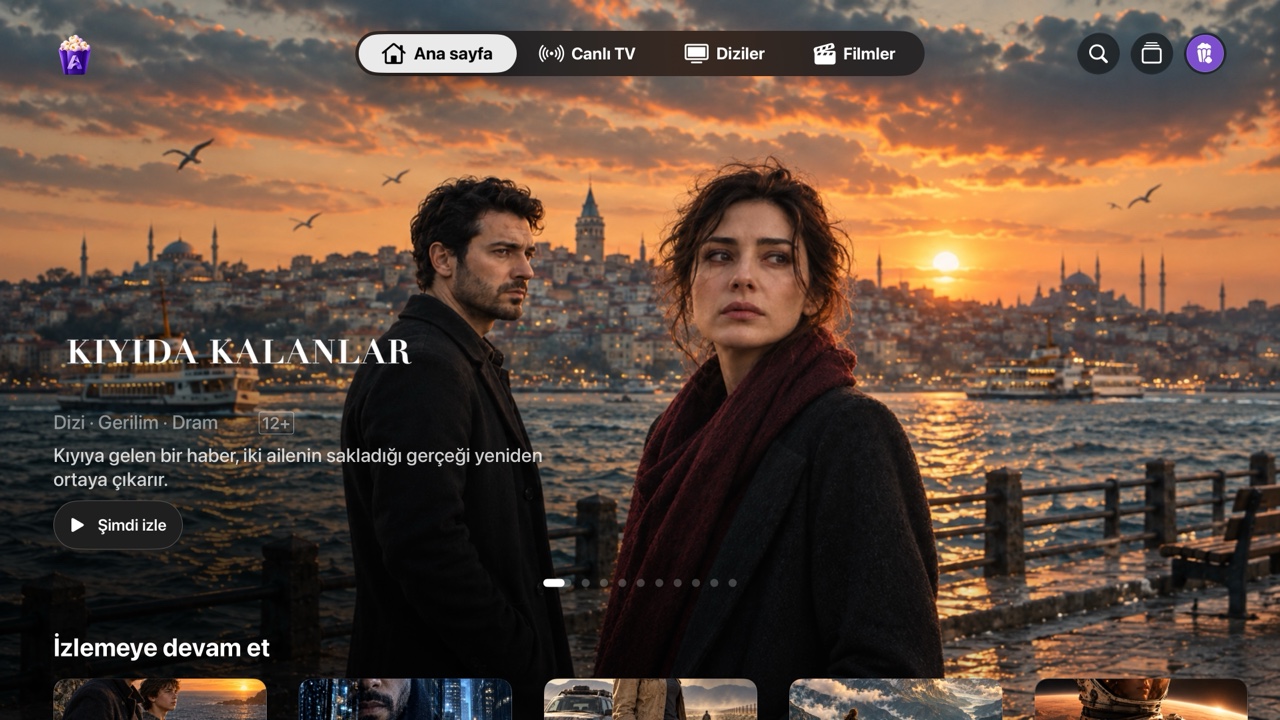 Ana sayfa
Canlı TV
Diziler
Filmler
KIYIDA KALANLAR
Dizi · Gerilim · Dram 12+
Kıyıya gelen bir haber, iki ailenin sakladığı gerçeği yeniden
ortaya çıkarır.
Şimdi izle
İzlemeye devam et